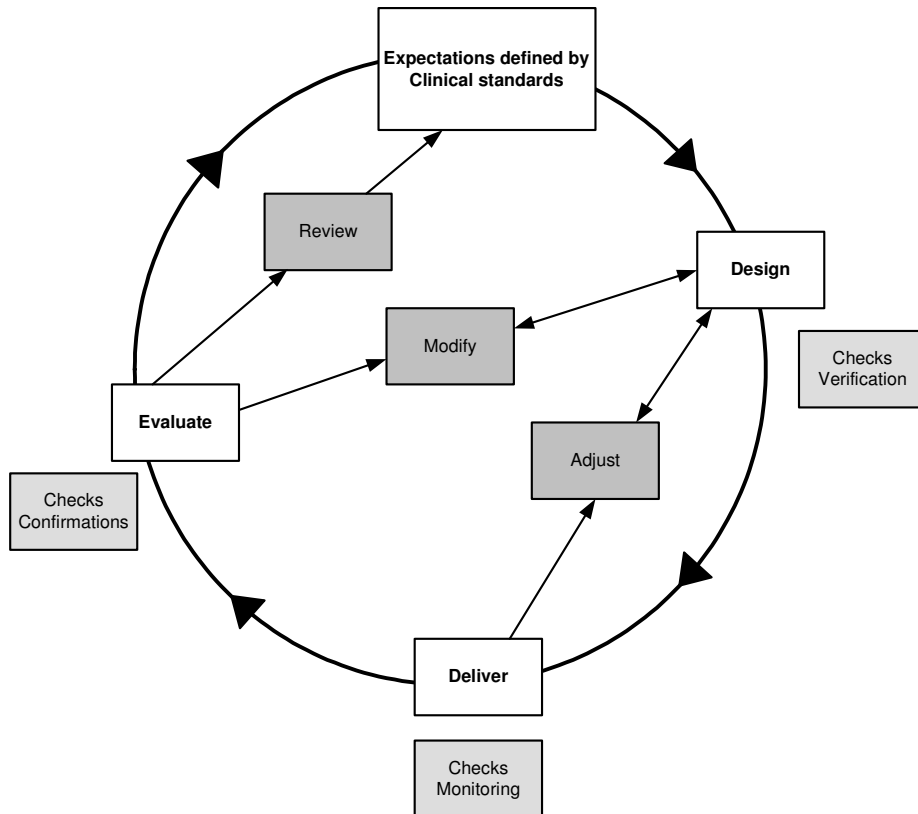 Expectations defined by
Clinical standards
Review
Design
Modify
Checks
Verification
Evaluate
Adjust
Checks
Confirmations
Deliver
Checks
Monitoring